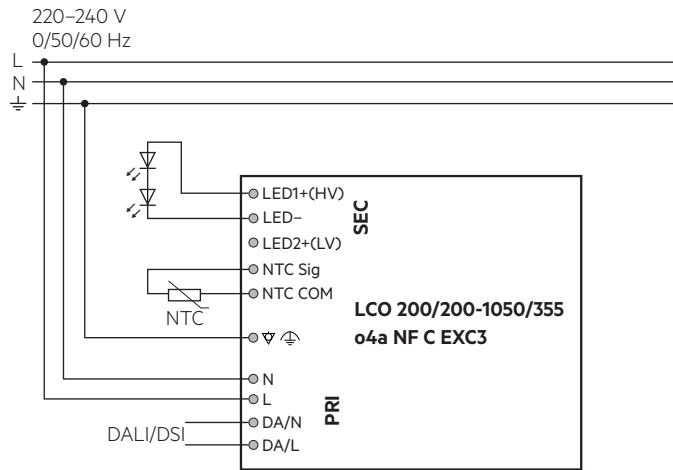 220–240 V
0/50/60 Hz
L
N
LED1+(HV)
LED–
LED2+(LV)
SEC
NTC Sig
NTC COM
NTC
LCO 200/200-1050/355
o4a NF C EXC3
N
L
PRI
DA/N
DALI/DSI
DA/L